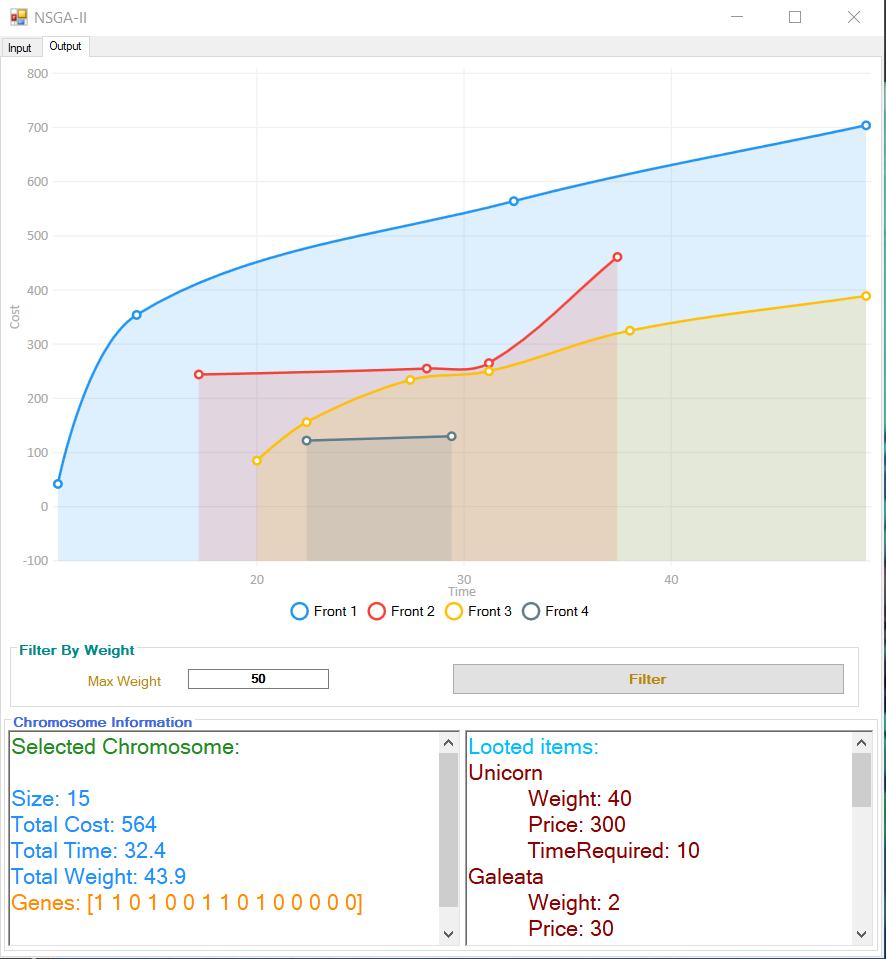 NSGA-II
Input Output
800
700
600
500
400
300
200
100
0
-100
Cost
20 30 40
Time
Front 1 Front 2 Front 3 Front 4
Filter By Weight
Max Weight 50 Filter
Chromosome Information
Selected Chromosome:
Size: 15
Total Cost: 564
Total Time: 32.4
Total Weight: 43.9
Genes: [1 1 0 1 0 0 1 1 0 1 0 0 0 0 0]
Looted items:
Unicorn
Weight: 40
Price: 300
TimeRequired: 10
Galeata
Weight: 2
Price: 30